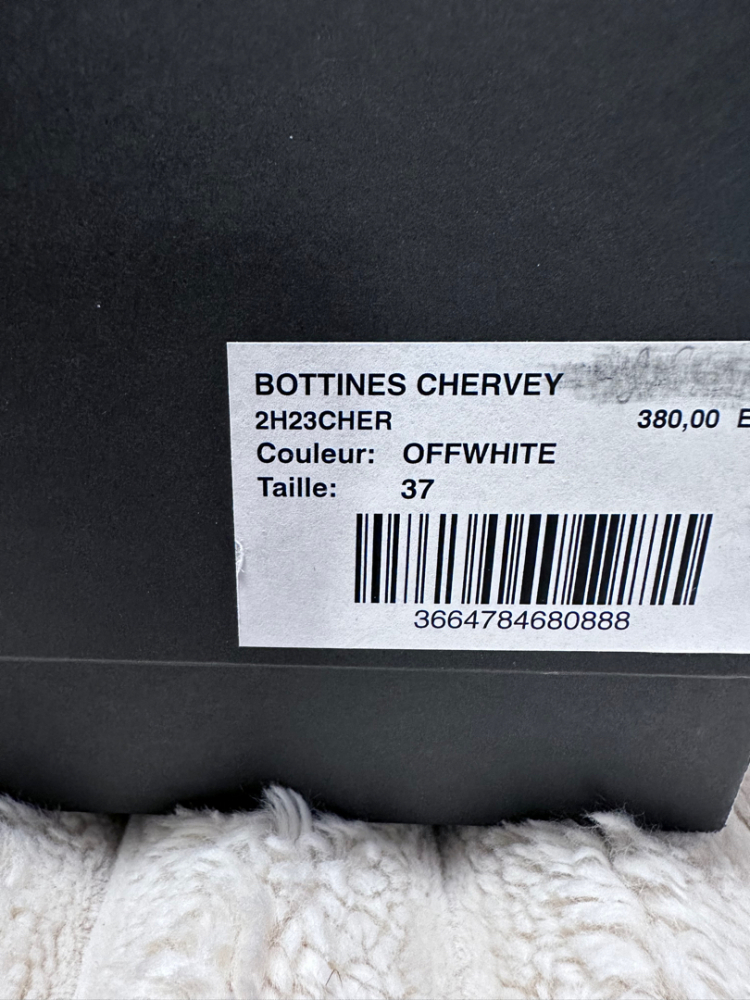 BOTTINES CHERVEY
2H23CHER 380,00 E
Couleur: OFFWHITE
Taille: 37
3664784680888